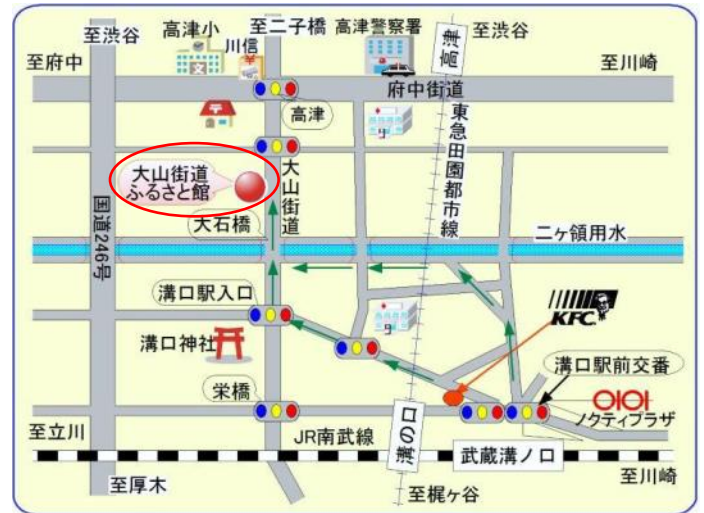 至渋谷
高津小
川信
至二子橋
高津警察署
高津
至渋谷
至府中
至川崎
府中街道
高津
東急田園都市線
大山街道
ふるさと館
大山街道
大石橋
国道246号
二ヶ領用水
溝口駅入口
KFC
溝口神社
溝口駅前交番
栄橋
OIOI
ノクティプラザ
至立川
JR南武線
溝の口
武蔵溝ノ口
至川崎
至厚木
至梶ヶ谷